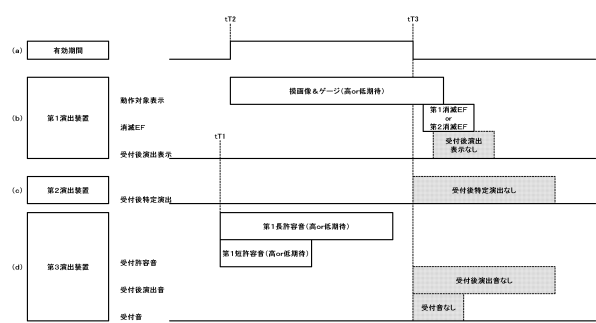 tT2
tT3
(a)
有効期間
(b)
第1演出装置
動作対象表示
操画像&ゲージ(高or低期待)
消滅EF
第1消滅EF
or
第2消滅EF
受付後演出表示
受付後演出
表示なし
tT1
(c)
第2演出装置
受付後特定演出
受付後特定演出なし
(d)
第3演出装置
受付許容音
第1長許容音(高or低期待)
第1短許容音(高or低期待)
受付後演出音
受付後演出音なし
受付音
受付音なし